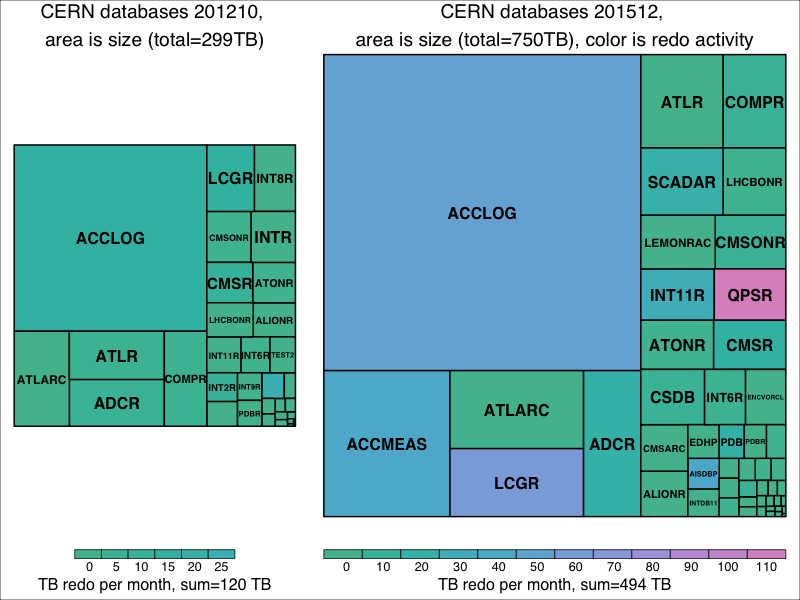 CERN databases 201210,
area is size (total=299TB)
ACCLOG
LCGR
INT8R
CMSONR
INTR
CMSR
ATONR
LHCBONR
ALIONR
INT11R
INT6R
TEST2
ATLARC
ATLR
ADCR
COMPR
INT2R
INT9R
PDBR
0 5 10 15 20 25
TB redo per month, sum=120 TB
CERN databases 201512,
area is size (total=750TB), color is redo activity
ACCLOG
ATLR
COMPR
SCADAR
LHCBONR
LEMONRAC
CMSONR
INT11R
QPSR
ATONR
CMSR
ACCMEAS
ATLARC
LCGR
ADCR
CSDB
INT6R
ENCVORCL
CMSARC
EDHP
PDB
PDBR
AISDBP
ALIONR
INTDB11
0 10 20 30 40 50 60 70 80 90 100 110
TB redo per month, sum=494 TB